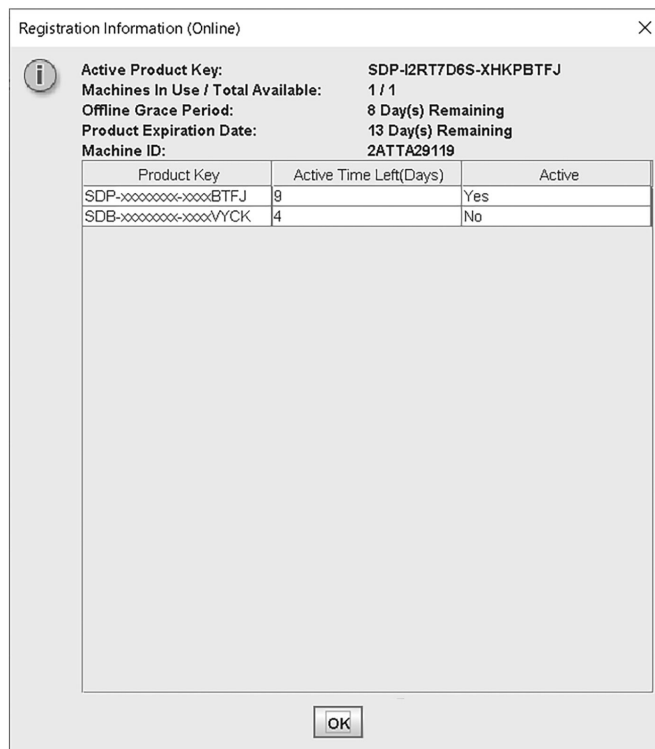 Registration Information (Online)
Active Product Key: SDP-I2RT7D6S-XHKPBTFJ
Machines In Use / Total Available: 1 / 1
Offline Grace Period: 8 Day(s) Remaining
Product Expiration Date: 13 Day(s) Remaining
Machine ID: 2ATTA29119
Product Key Active Time Left(Days) Active
SDP-xxxxxxxx-xxxxBTFJ 9 Yes
SDB-xxxxxxxx-xxxxVYCK 4 No
OK